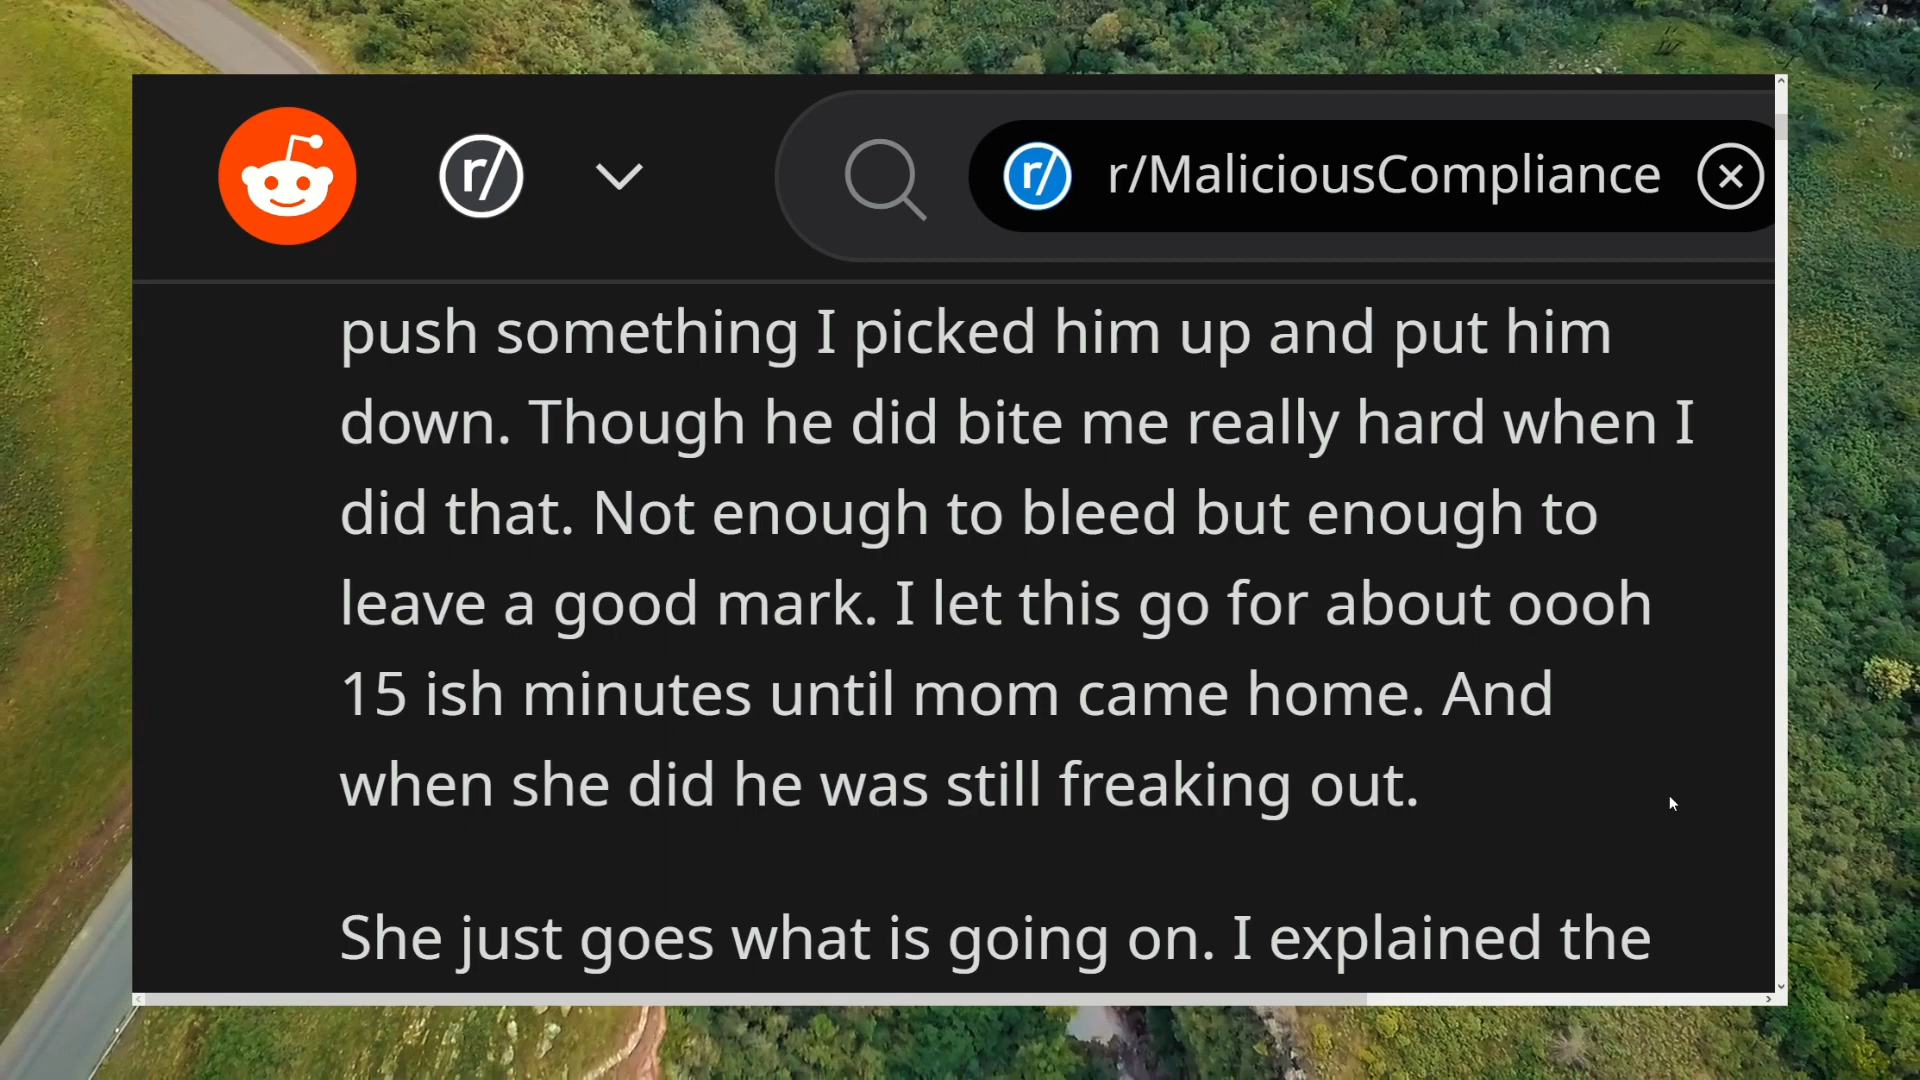 r/
r/ r/MaliciousCompliance
push something I picked him up and put him
down. Though he did bite me really hard when I
did that. Not enough to bleed but enough to
leave a good mark. I let this go for about oooh
15 ish minutes until mom came home. And
when she did he was still freaking out.
She just goes what is going on. I explained the